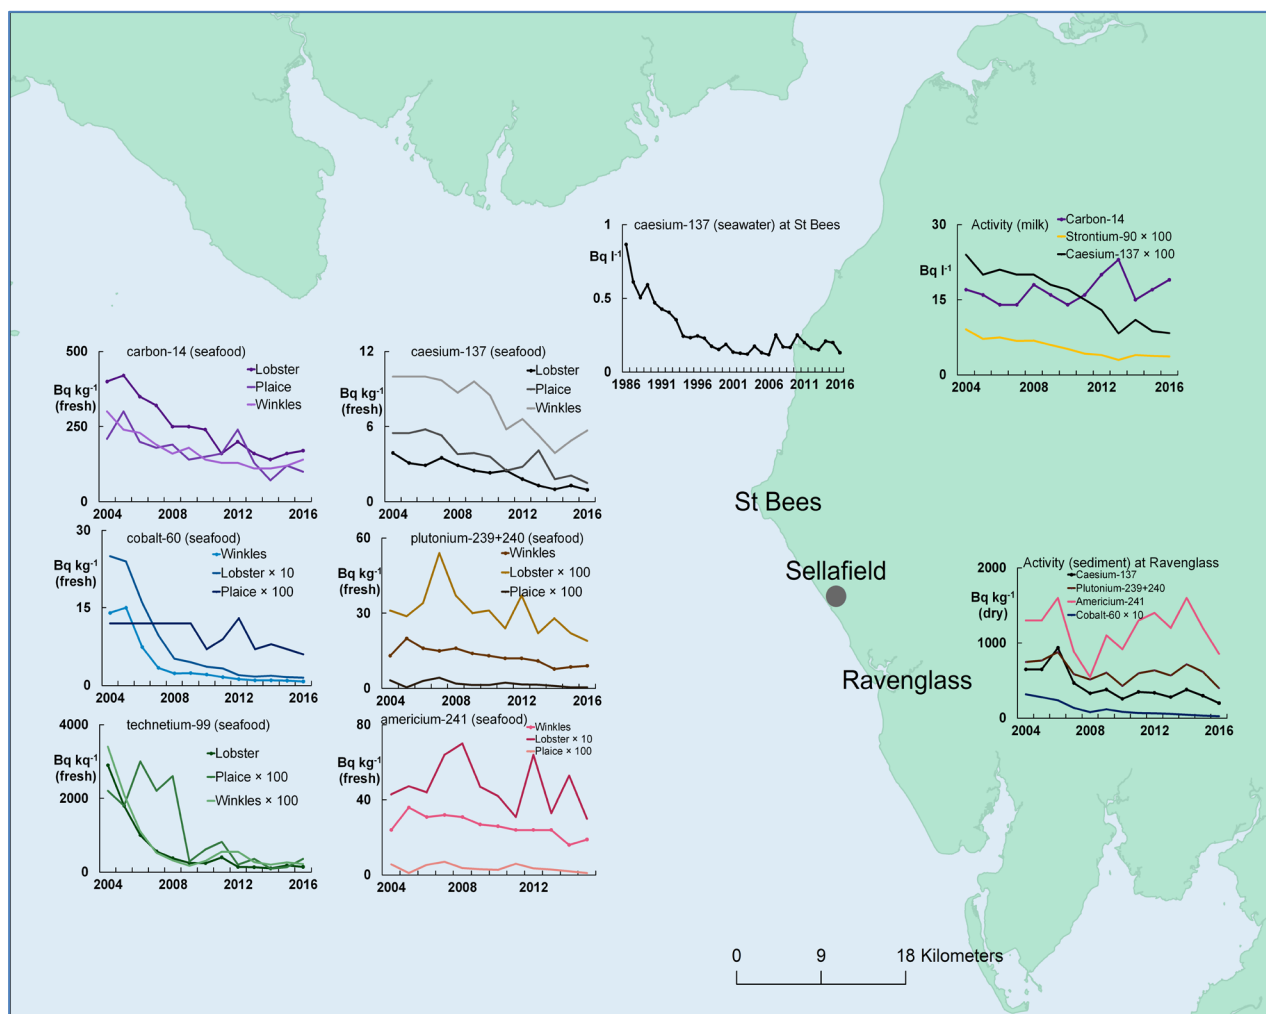 1
caesium-137 (seawater) at St Bees
Bq l-1
0.5
0
1986 1991 1996 2001 2006 2011 2016
30
Activity (milk)
Carbon-14
Strontium-90 × 100
Caesium-137 × 100
Bq l-1
15
0
2004 2008 2012 2016
500
carbon-14 (seafood)
Lobster
Plaice
Winkles
Bq kg-1
(fresh)
250
0
2004 2008 2012 2016
12
caesium-137 (seafood)
Lobster
Plaice
Winkles
Bq kg-1
(fresh)
6
0
2004 2008 2012 2016
St Bees
30
cobalt-60 (seafood)
Winkles
Lobster × 10
Plaice × 100
Bq kg-1
(fresh)
15
0
2004 2008 2012 2016
60
plutonium-239+240 (seafood)
Winkles
Lobster × 100
Plaice × 100
Bq kg-1
(fresh)
30
0
2004 2008 2012 2016
Sellafield
Ravenglass
Activity (sediment) at Ravenglass
2000
Caesium-137
Plutonium-239+240
Americium-241
Cobalt-60 × 10
Bq kg-1
(dry)
1000
0
2004 2008 2012 2016
4000
technetium-99 (seafood)
Lobster
Plaice × 100
Winkles × 100
Bq kg-1
(fresh)
2000
0
2004 2008 2012 2016
80
americium-241 (seafood)
Winkles
Lobster × 10
Plaice × 100
Bq kg-1
(fresh)
40
0
2004 2008 2012
0 9 18 Kilometers